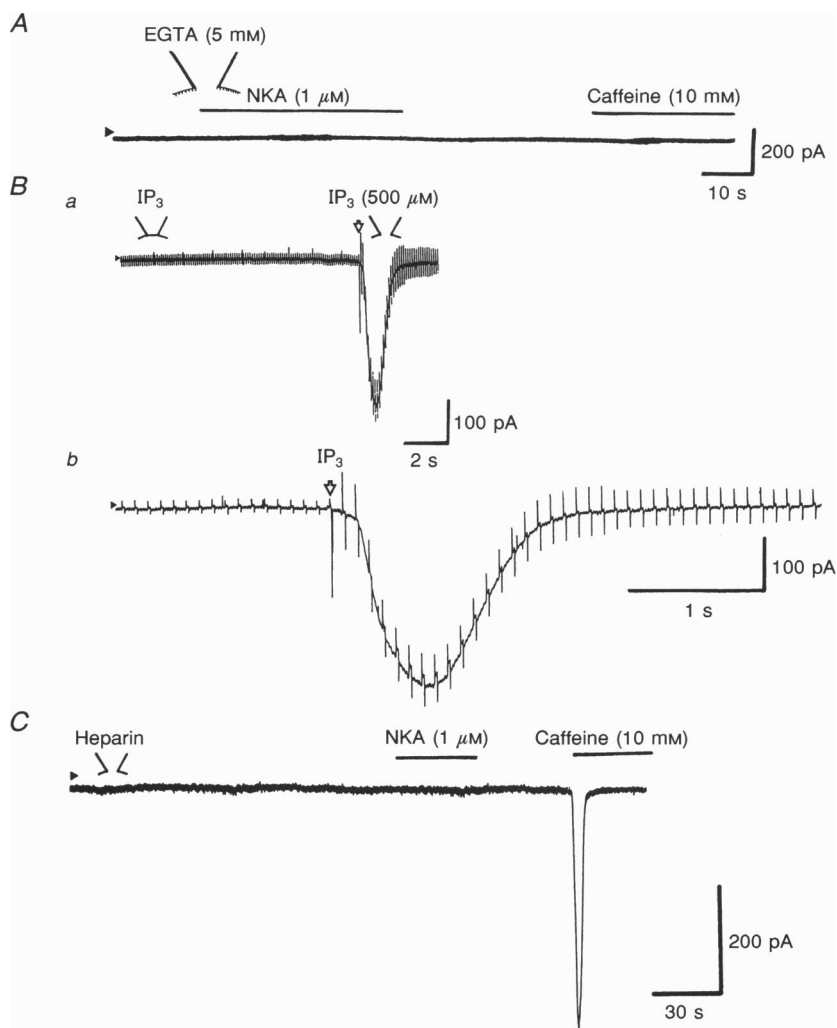 A
EGTA (5 mM)
NKA (1 μM)
Caffeine (10 mM)
200 pA
10 s
B
a
IP₃
IP₃ (500 μM)
100 pA
2 s
b
IP₃
100 pA
1 s
C
Heparin
NKA (1 μM)
Caffeine (10 mM)
200 pA
30 s